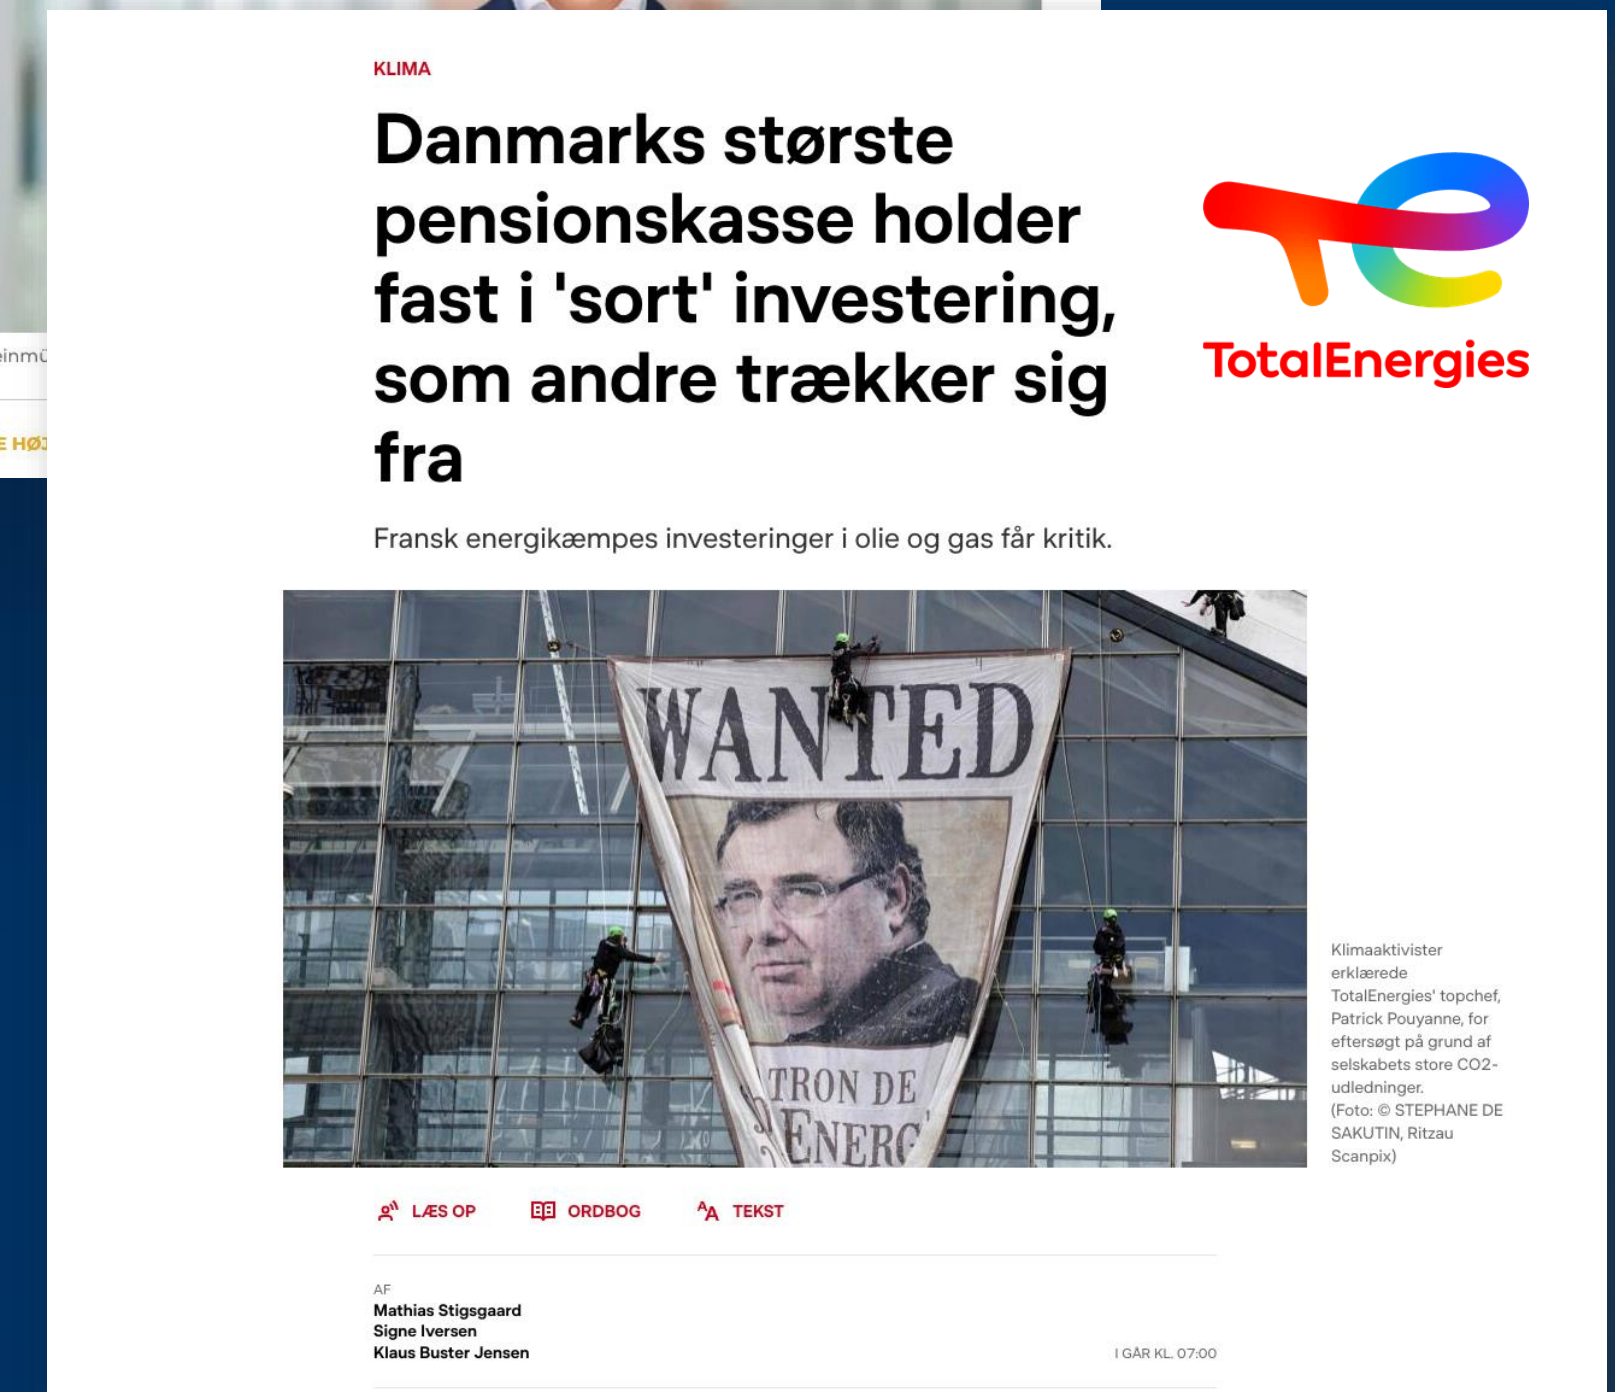 KLIMA
Danmarks største
pensionskasse holder
fast i 'sort' investering,
som andre trækker sig
fra
TotalEnergies
Fransk energikæmpes investeringer i olie og gas får kritik.
WANTED
TRON DE
ENERG
Klimaaktivister
erklærede
TotalEnergies' topchef,
Patrick Pouyanne, for
eftersøgt på grund af
selskabets store CO2-
udledninger.
(Foto: © STEPHANE DE
SAKUTIN, Ritzau
Scanpix)
LÆS OP
ORDBOG
TEKST
AF
Mathias Stigsgaard
Signe Iversen
Klaus Buster Jensen
I GÅR KL. 07:00